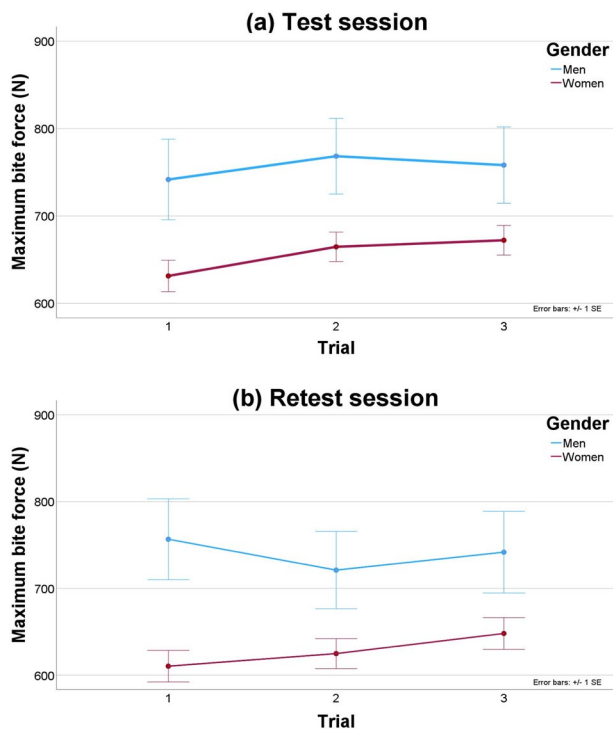 (a) Test session
900
800
700
600
Maximum bite force (N)
Gender
Men
Women
Error bars: +/- 1 SE
1 2 3
Trial
(b) Retest session
900
800
700
600
Maximum bite force (N)
Gender
Men
Women
Error bars: +/- 1 SE
1 2 3
Trial